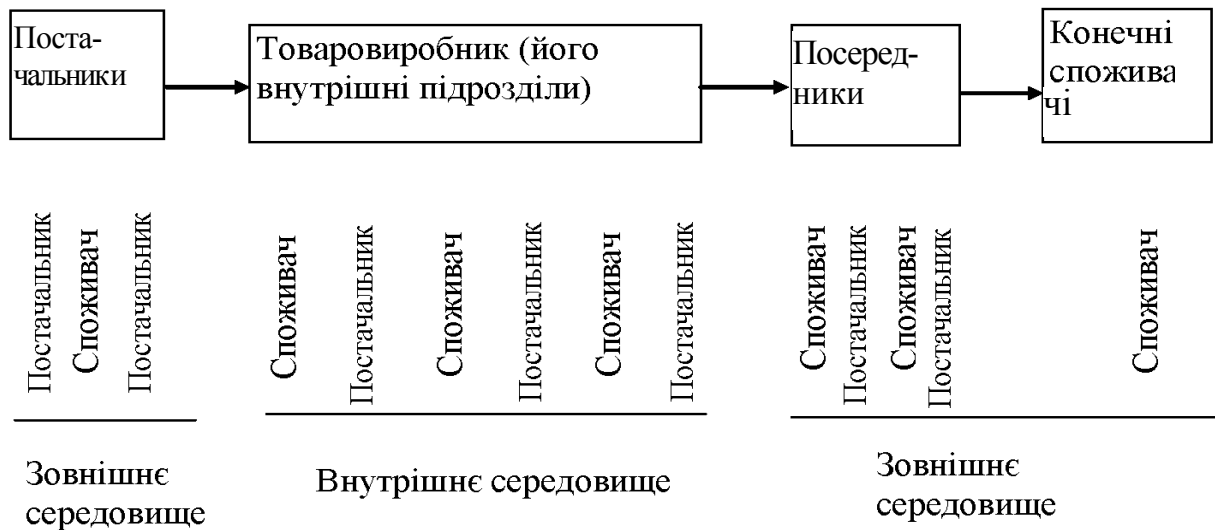 Поста-
чальники
Товаровиробник (його
внутрішні підрозділи)
Посеред-
ники
Конечні
спожива
чі
Постачальник
Споживач
Постачальник
Споживач
Постачальник
Споживач
Постачальник
Споживач
Постачальник
Споживач
Постачальник
Споживач
Постачальник
Споживач
Зовнішнє
середовище
Внутрішнє середовище
Зовнішнє
середовище